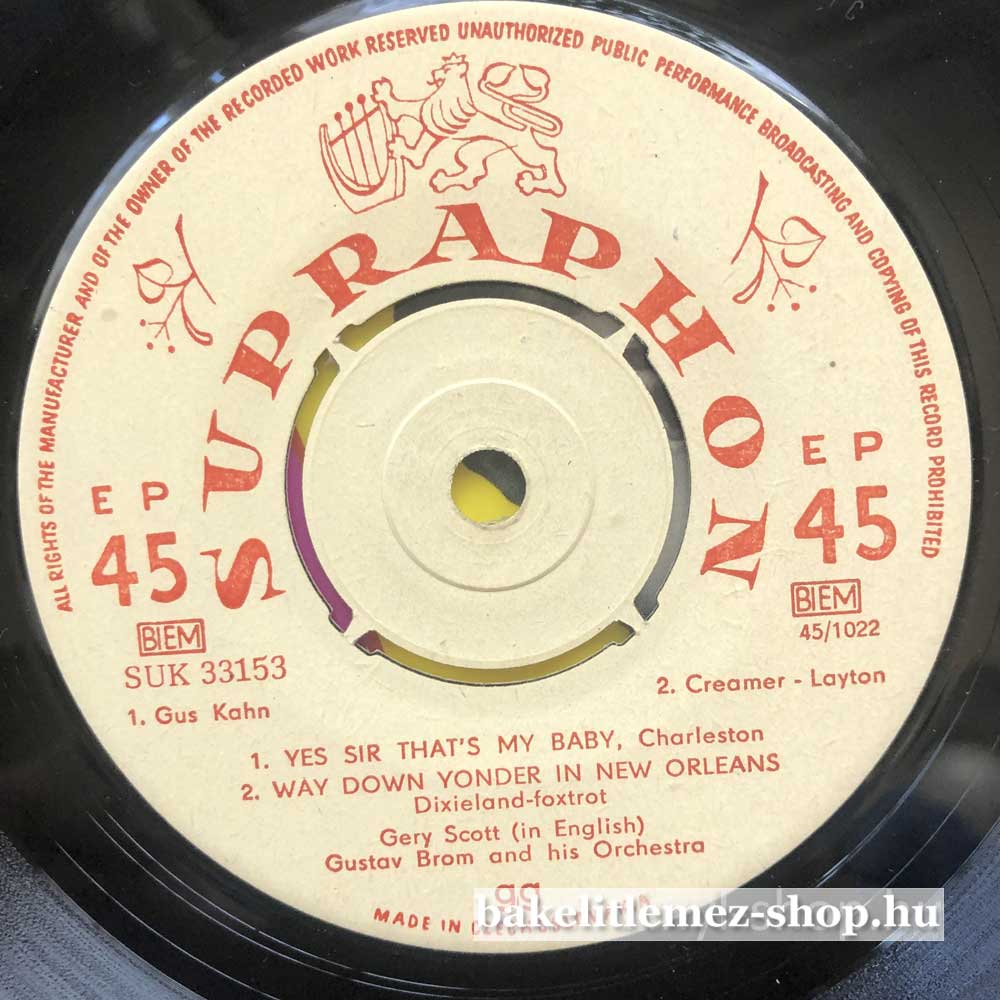 ALL RIGHTS OF THE MANUFACTURER AND OF THE OWNER OF THE RECORDED WORK RESERVED UNAUTHORIZED PUBLIC PERFORMANCE BROADCASTING AND COPYING OF THIS RECORD PROHIBITED
SUPRAPHON
EP
45
BIEM
SUK 33153
EP
45
BIEM
45/1022
1. Gus Kahn
2. Creamer - Layton
1. YES SIR THAT'S MY BABY, Charleston
2. WAY DOWN YONDER IN NEW ORLEANS
Dixieland-foxtrot
Gery Scott (in English)
Gustav Brom and his Orchestra
MADE IN
bakelitlemez-shop.hu